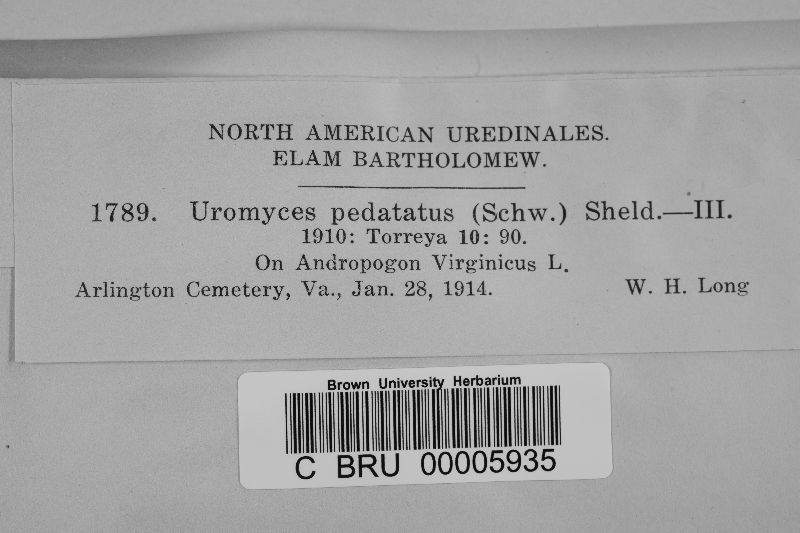 NORTH AMERICAN UREDINALES.
ELAM BARTHOLOMEW.
1789. Uromyces pedatatus (Schw.) Sheld.—III.
1910: Torreya 10: 90.
On Andropogon Virginicus L.
Arlington Cemetery, Va., Jan. 28, 1914. W. H. Long
Brown University Herbarium
C BRU 00005935